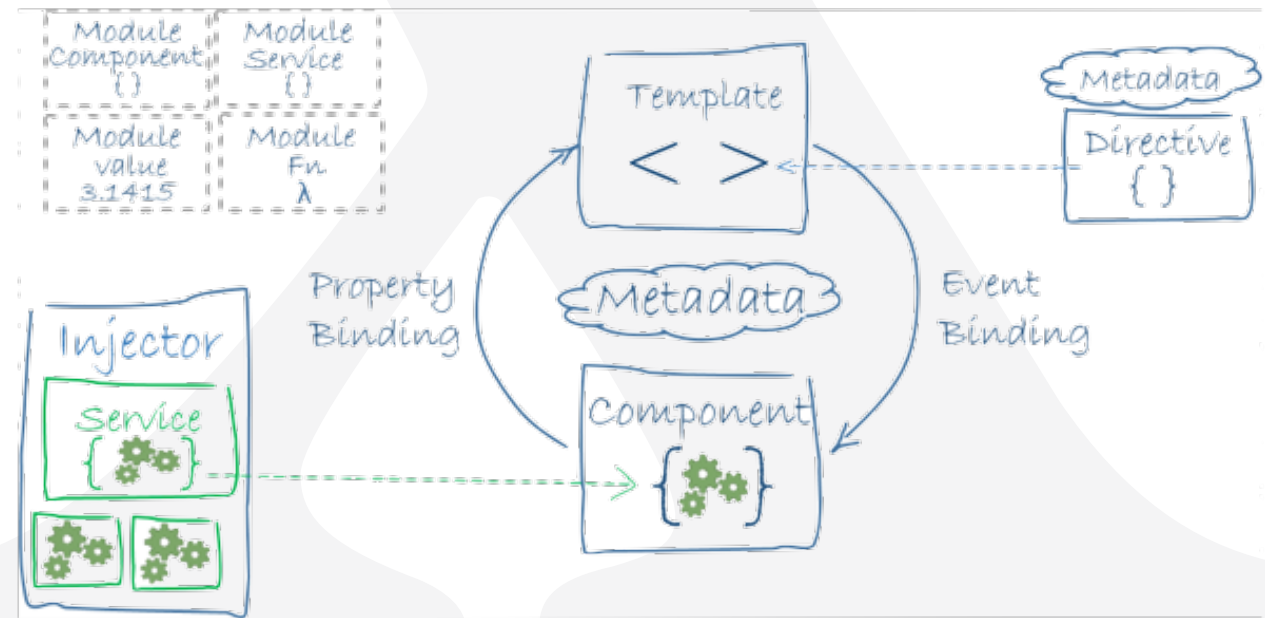 Module
Component
{ }
Module
Service
{ }
Module
value
3.1415
Module
Fn
λ
Template
< >
Metadata
Directive
{ }
Property
Binding
Metadata
Event
Binding
Injector
Service
{ }
Component
{ }